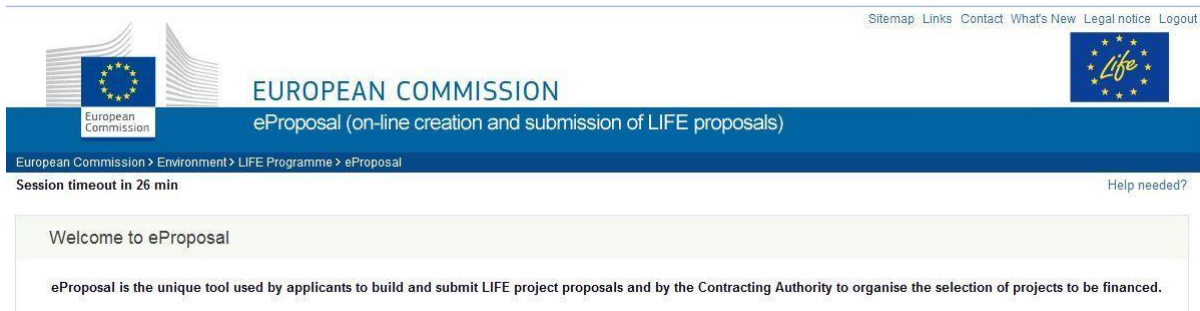 Sitemap Links Contact What's New Legal notice Logout
Life
EUROPEAN COMMISSION
European
Commission
eProposal (on-line creation and submission of LIFE proposals)
European Commission > Environment > LIFE Programme > eProposal
Session timeout in 26 min
Help needed?
Welcome to eProposal
eProposal is the unique tool used by applicants to build and submit LIFE project proposals and by the Contracting Authority to organise the selection of projects to be financed.